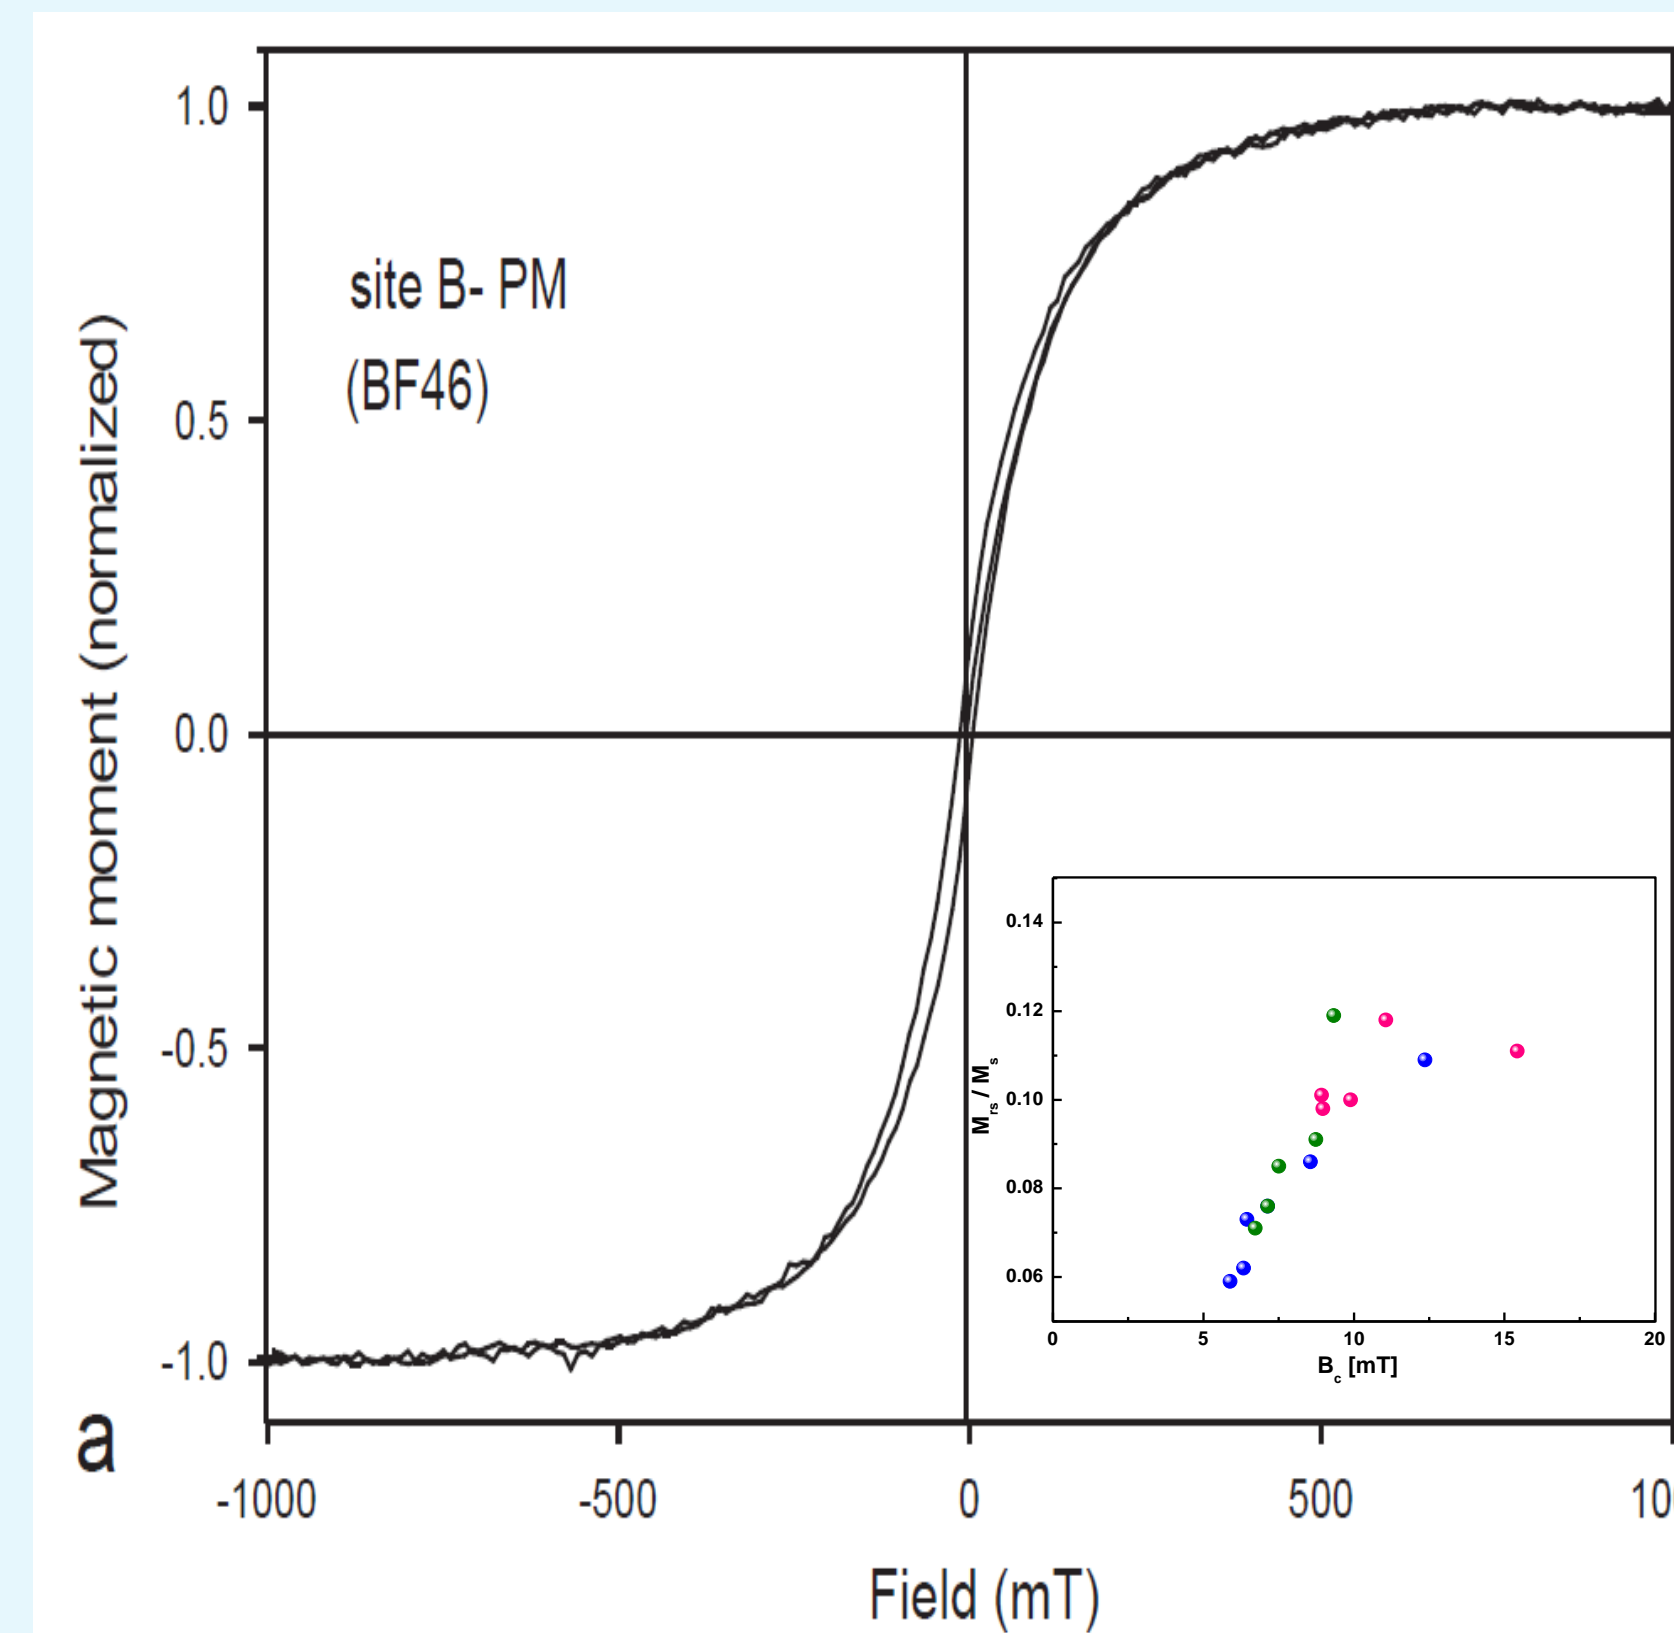 1.0
0.5
0.0
-0.5
-1.0
Magnetic moment (normalized)
site B- PM
(BF46)
0.14
0.12
0.10
0.08
0.06
Mrs / Ms
0 5 10 15 20
Bc [mT]
a
-1000 -500 0 500
Field (mT)